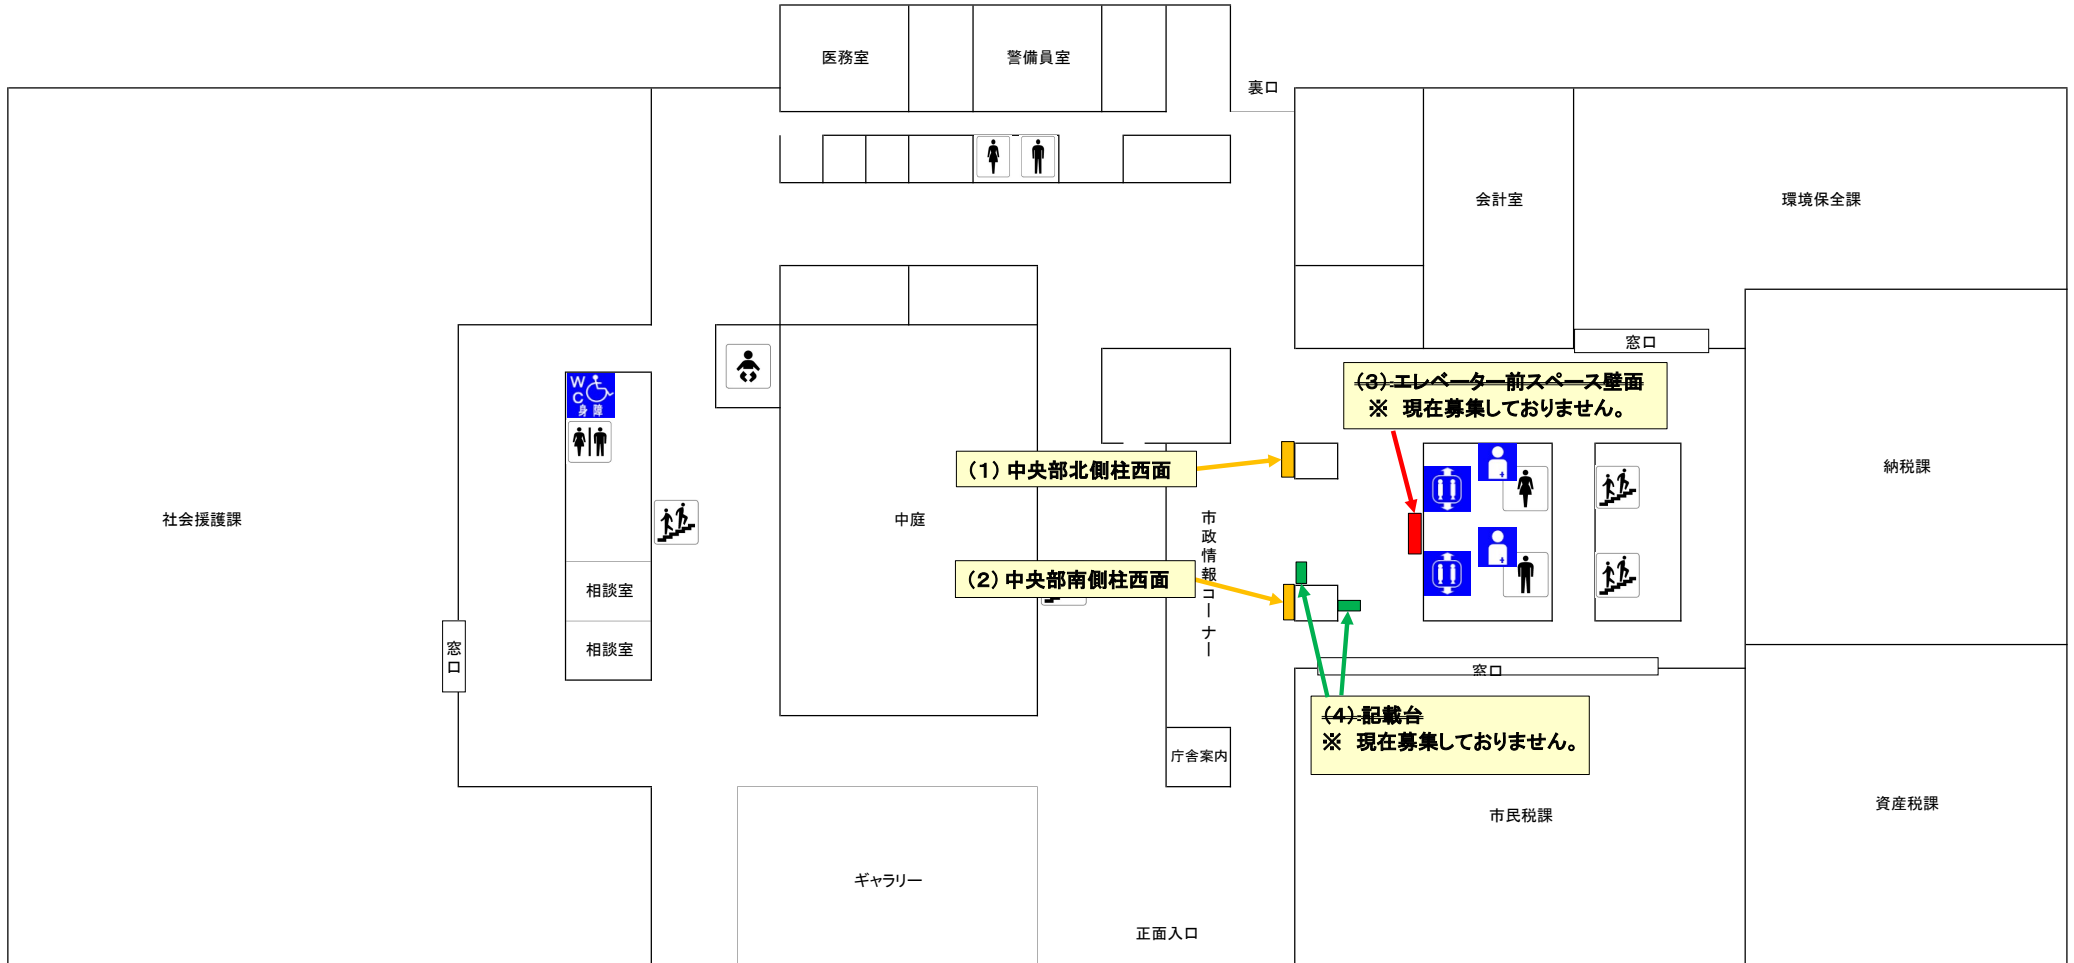 医務室
警備員室
裏口
会計室
環境保全課
窓口
(3)エレベーター前スペース壁面
※ 現在募集しておりません。
WC
身障
(1) 中央部北側柱西面
納税課
社会援護課
中庭
市政情報コーナー
(2) 中央部南側柱西面
相談室
相談室
窓口
窓口
(4)記載台
※ 現在募集しておりません。
庁舎案内
市民税課
資産税課
ギャラリー
正面入口